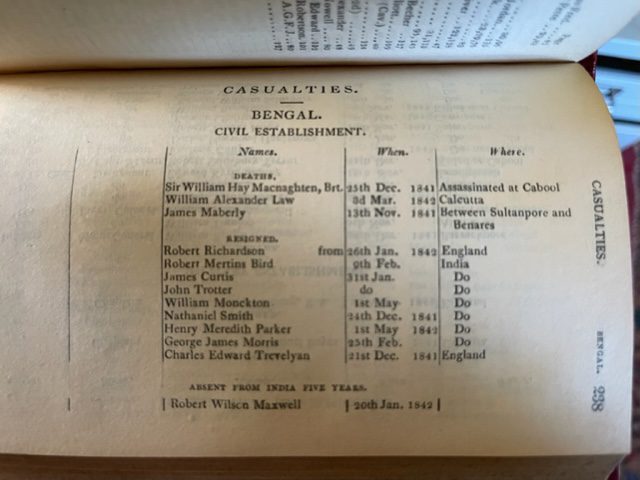 CASUALTIES.
BENGAL.
CIVIL ESTABLISHMENT.
Names. When. Where.
DEATHS.
Sir William Hay Macnaghten, Brt. 25th Dec. 1841 Assassinated at Cabool
William Alexander Law 3d Mar. 1842 Calcutta
James Maberly 13th Nov. 1841 Between Sultanpore and
Benares
RESIGNED.
Robert Richardson from 26th Jan. 1842 England
Robert Mertins Bird 9th Feb. India
James Curtis 31st Jan. Do
John Trotter do Do
William Monckton 1st May Do
Nathaniel Smith 24th Dec. 1841 Do
Henry Meredith Parker 1st May 1842 Do
George James Morris 25th Feb. Do
Charles Edward Trevelyan 21st Dec. 1841 England
ABSENT FROM INDIA FIVE YEARS.
Robert Wilson Maxwell 20th Jan. 1842
CASUALTIES.
BENGAL.
238